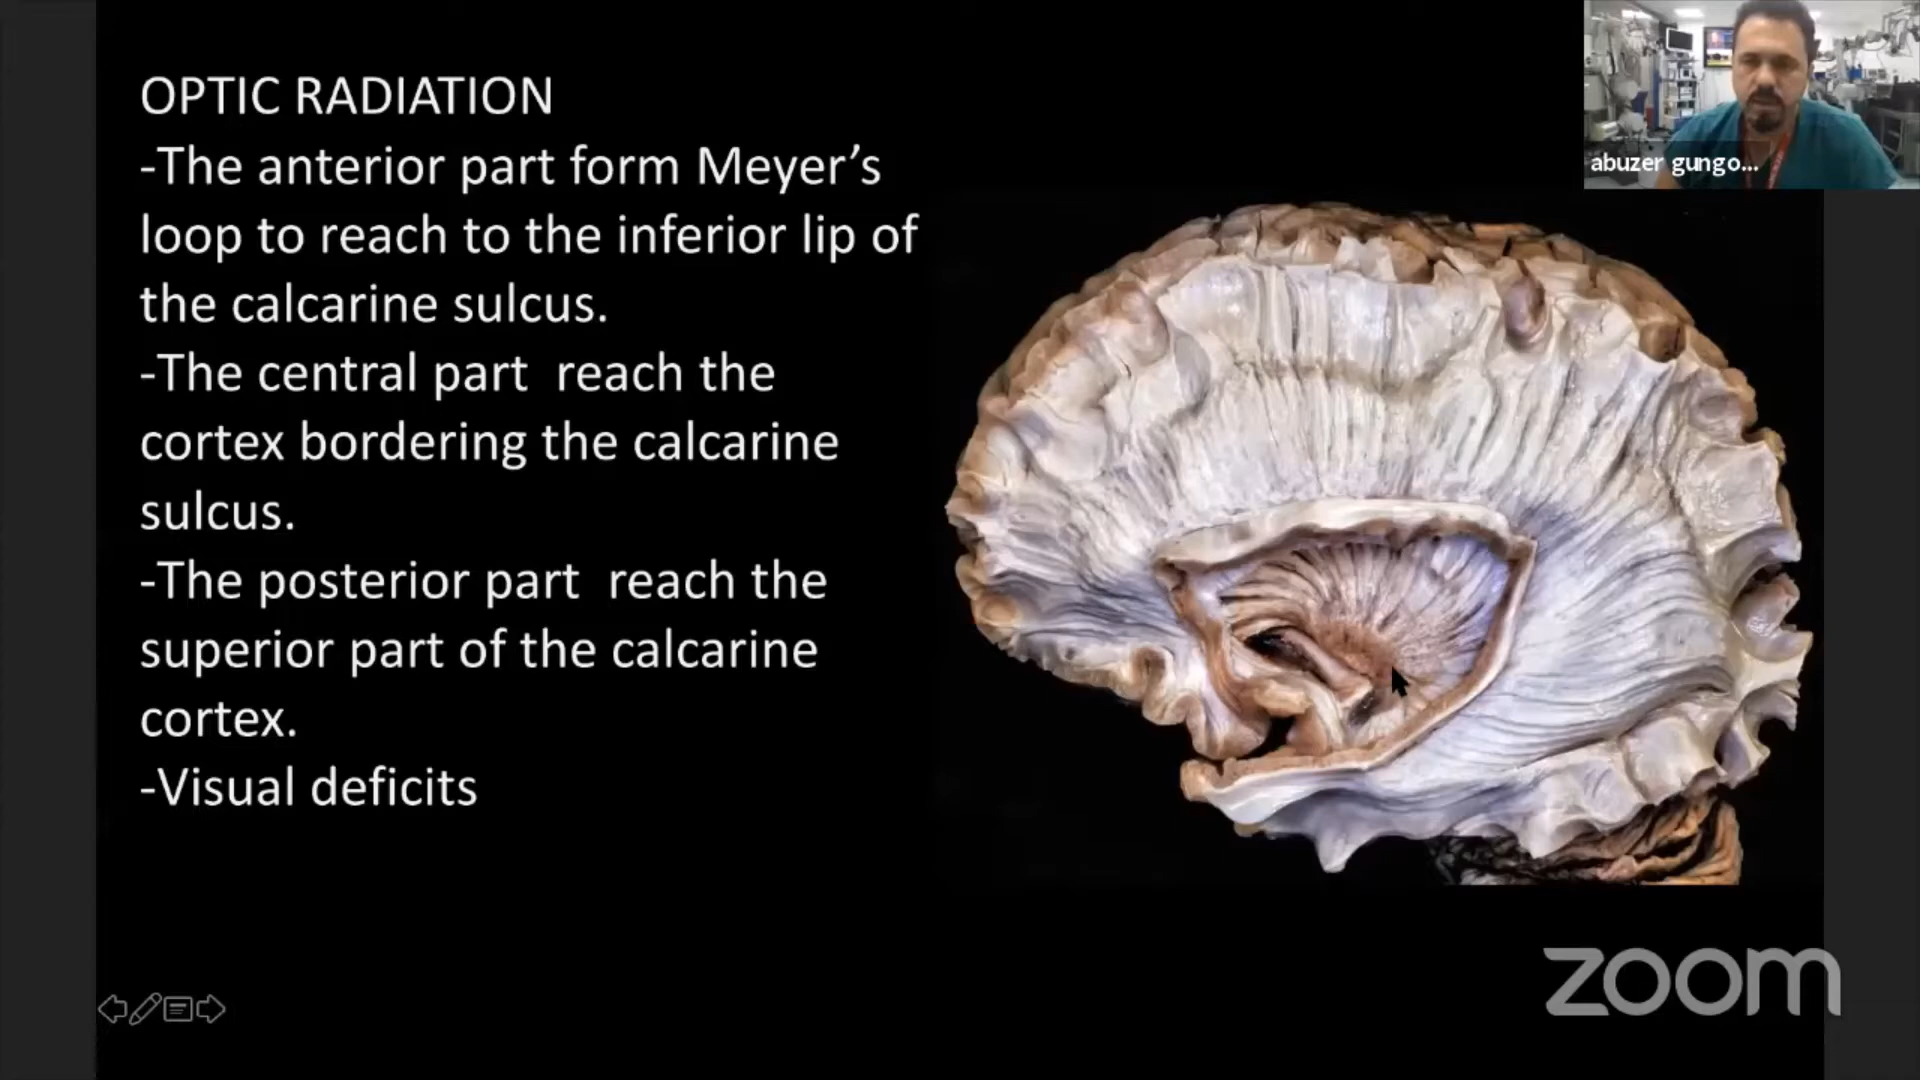 OPTIC RADIATION
-The anterior part form Meyer’s
loop to reach to the inferior lip of
the calcarine sulcus.
-The central part  reach the
cortex bordering the calcarine
sulcus.
-The posterior part  reach the
superior part of the calcarine
cortex.
-Visual deficits
abuzer gungo...
zoom